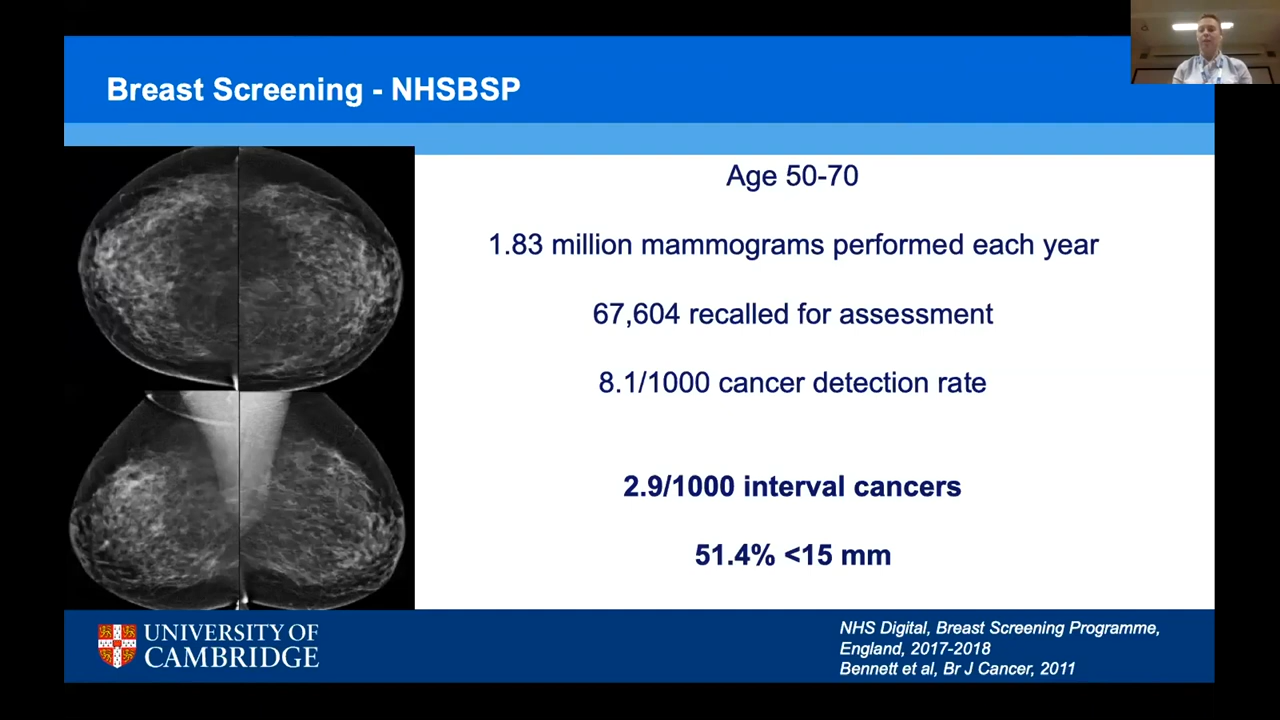 Breast Screening - NHSBSP
Age 50-70
1.83 million mammograms performed each year
67,604 recalled for assessment
8.1/1000 cancer detection rate
2.9/1000 interval cancers
51.4% <15 mm
UNIVERSITY OF
CAMBRIDGE
NHS Digital, Breast Screening Programme,
England, 2017-2018
Bennett et al, Br J Cancer, 2011